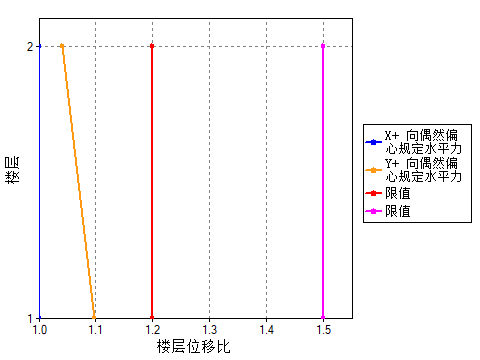 2
楼层
1
1.0 1.1 1.2 1.3 1.4 1.5
楼层位移比
X+ 向偶然偏
心规定水平力
Y+ 向偶然偏
心规定水平力
限值
限值